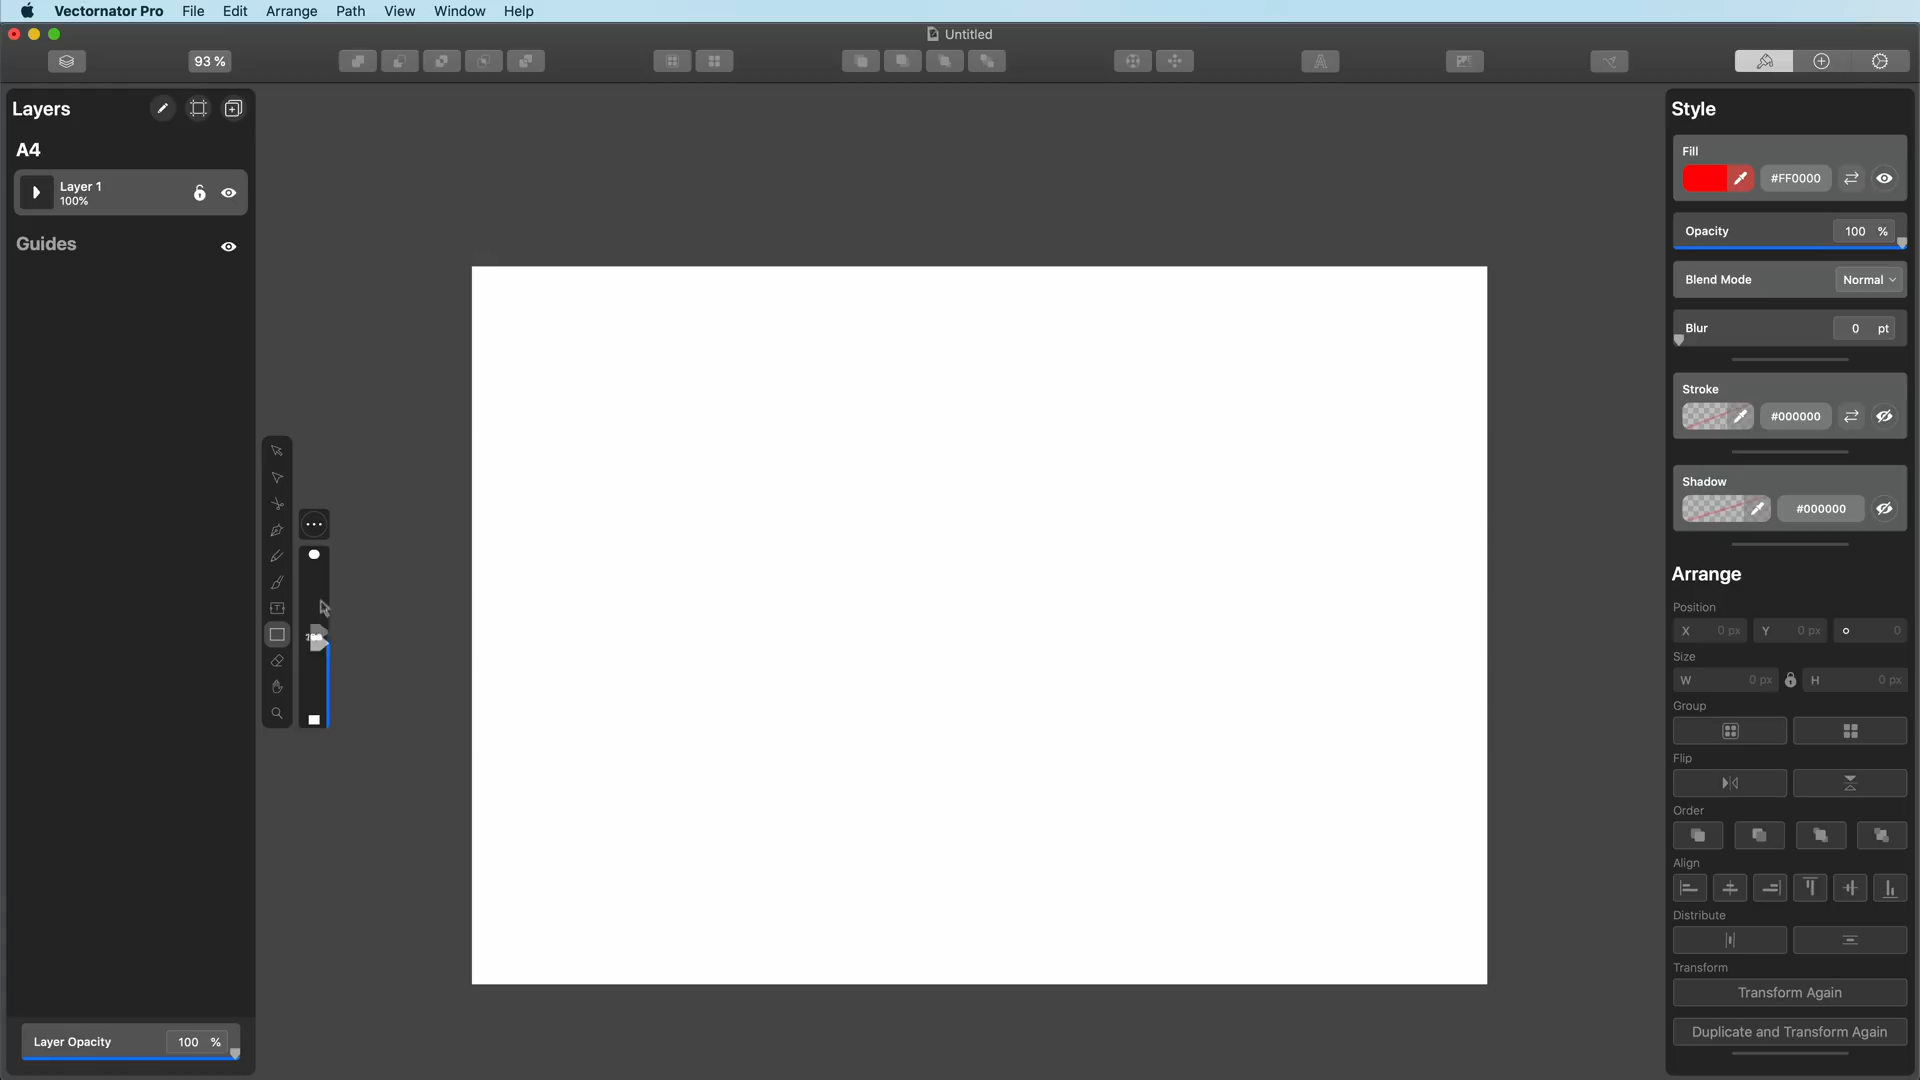 Vectornator Pro File Edit Arrange Path View Window Help
Untitled
93 %
Layers
A4
Layer 1
100%
Guides
Layer Opacity 100 %
Style
Fill
#FF0000
Opacity 100 %
Blend Mode Normal
Blur 0 pt
Stroke
#000000
Shadow
#000000
Arrange
Position
X 0 px Y 0 px 0
Size
W 0 px H 0 px
Group
Flip
Order
Align
Distribute
Transform
Transform Again
Duplicate and Transform Again